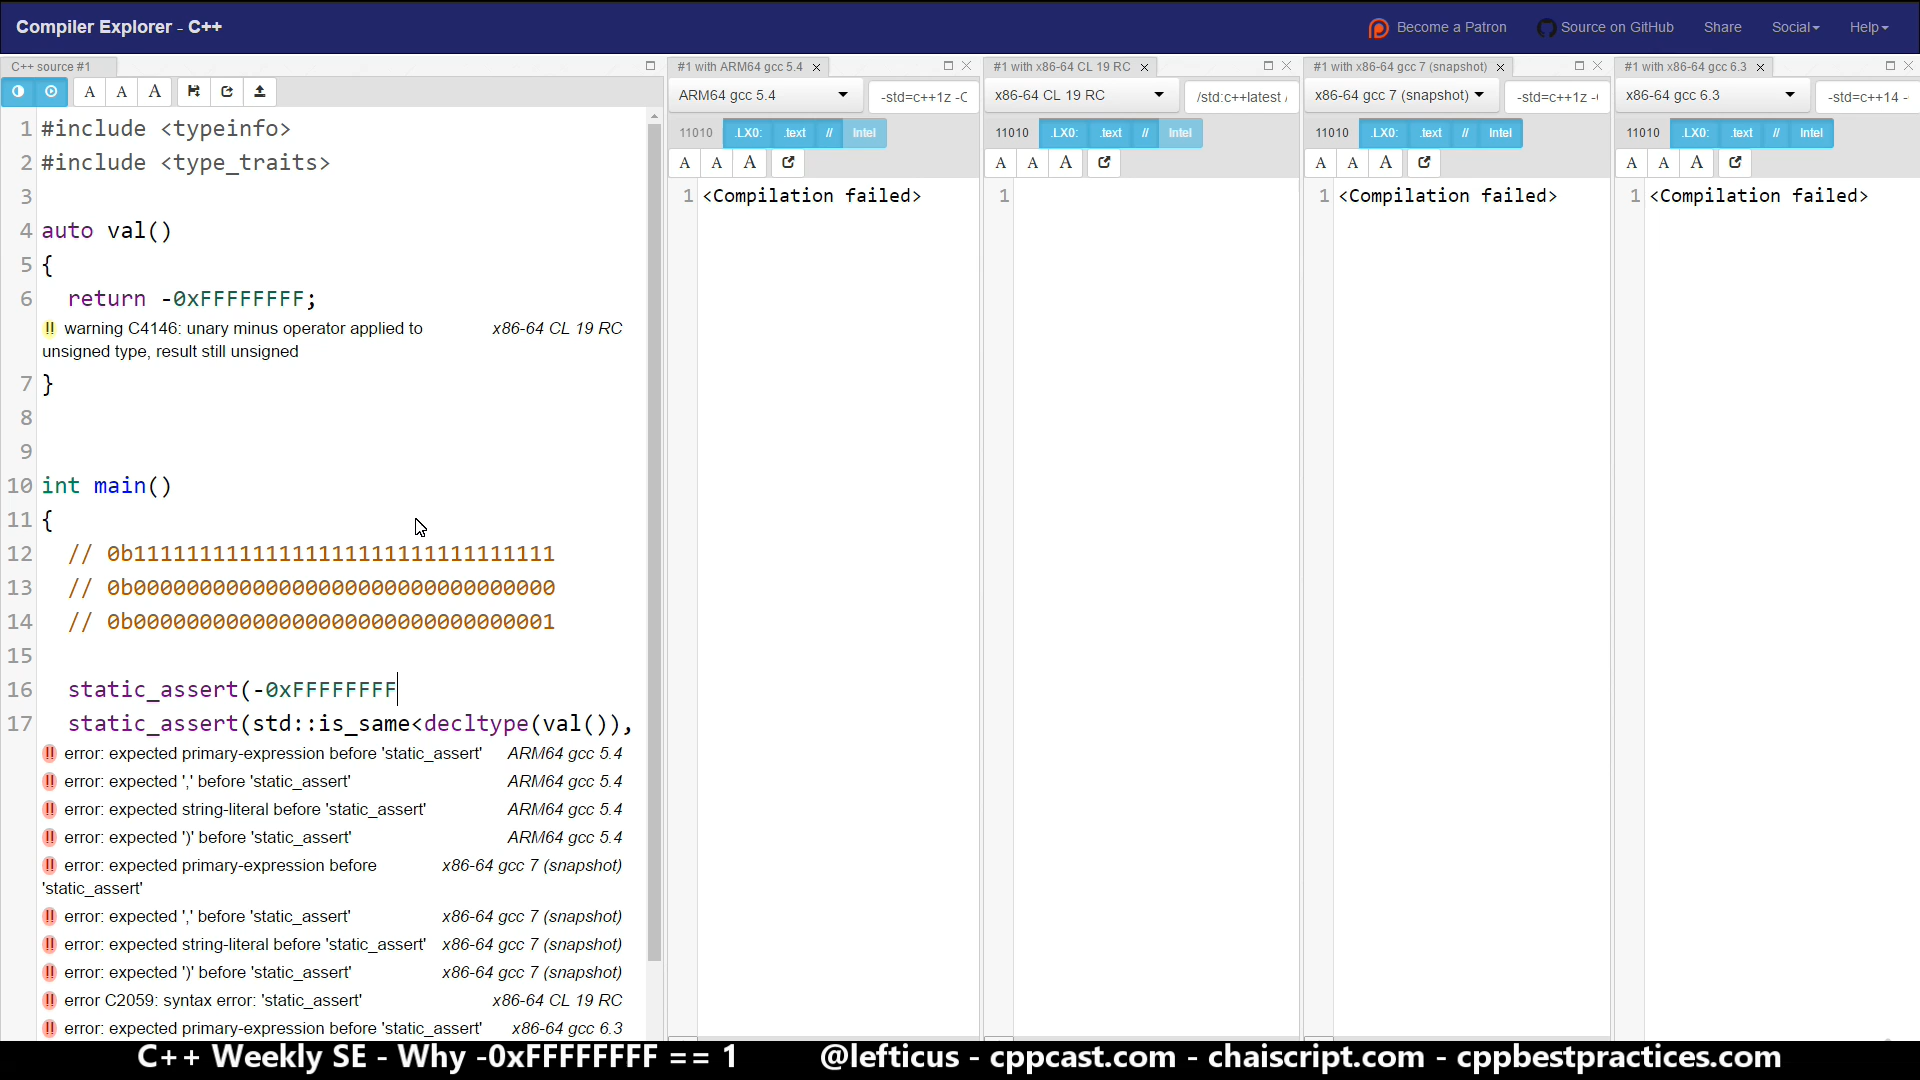 Compiler Explorer - C++
Become a Patron
Source on GitHub
Share
Social
Help
C++ source #1
A A A
1 #include <typeinfo>
2 #include <type_traits>
3
4 auto val()
5 {
6 return -0xFFFFFFFF;
!! warning C4146: unary minus operator applied to x86-64 CL 19 RC
unsigned type, result still unsigned
7 }
8
9
10 int main()
11 {
12 // 0b11111111111111111111111111111111
13 // 0b00000000000000000000000000000000
14 // 0b00000000000000000000000000000001
15
16 static_assert(-0xFFFFFFFF
17 static_assert(std::is_same<decltype(val()),
!! error: expected primary-expression before 'static_assert' ARM64 gcc 5.4
!! error: expected ',' before 'static_assert' ARM64 gcc 5.4
!! error: expected string-literal before 'static_assert' ARM64 gcc 5.4
!! error: expected ')' before 'static_assert' ARM64 gcc 5.4
!! error: expected primary-expression before x86-64 gcc 7 (snapshot)
'static_assert'
!! error: expected ',' before 'static_assert' x86-64 gcc 7 (snapshot)
!! error: expected string-literal before 'static_assert' x86-64 gcc 7 (snapshot)
!! error: expected ')' before 'static_assert' x86-64 gcc 7 (snapshot)
!! error C2059: syntax error: 'static_assert' x86-64 CL 19 RC
!! error: expected primary-expression before 'static_assert' x86-64 gcc 6.3
#1 with ARM64 gcc 5.4
ARM64 gcc 5.4 -std=c++1z -O
11010 .LX0: .text // Intel
A A A
1 <Compilation failed>
#1 with x86-64 CL 19 RC
x86-64 CL 19 RC /std:c++latest /
11010 .LX0: .text // Intel
A A A
1
#1 with x86-64 gcc 7 (snapshot)
x86-64 gcc 7 (snapshot) -std=c++1z -
11010 .LX0: .text // Intel
A A A
1 <Compilation failed>
#1 with x86-64 gcc 6.3
x86-64 gcc 6.3 -std=c++14 -
11010 .LX0: .text // Intel
A A A
1 <Compilation failed>
C++ Weekly SE - Why -0xFFFFFFFF == 1 @lefticus - cppcast.com - chaiscript.com - cppbestpractices.com